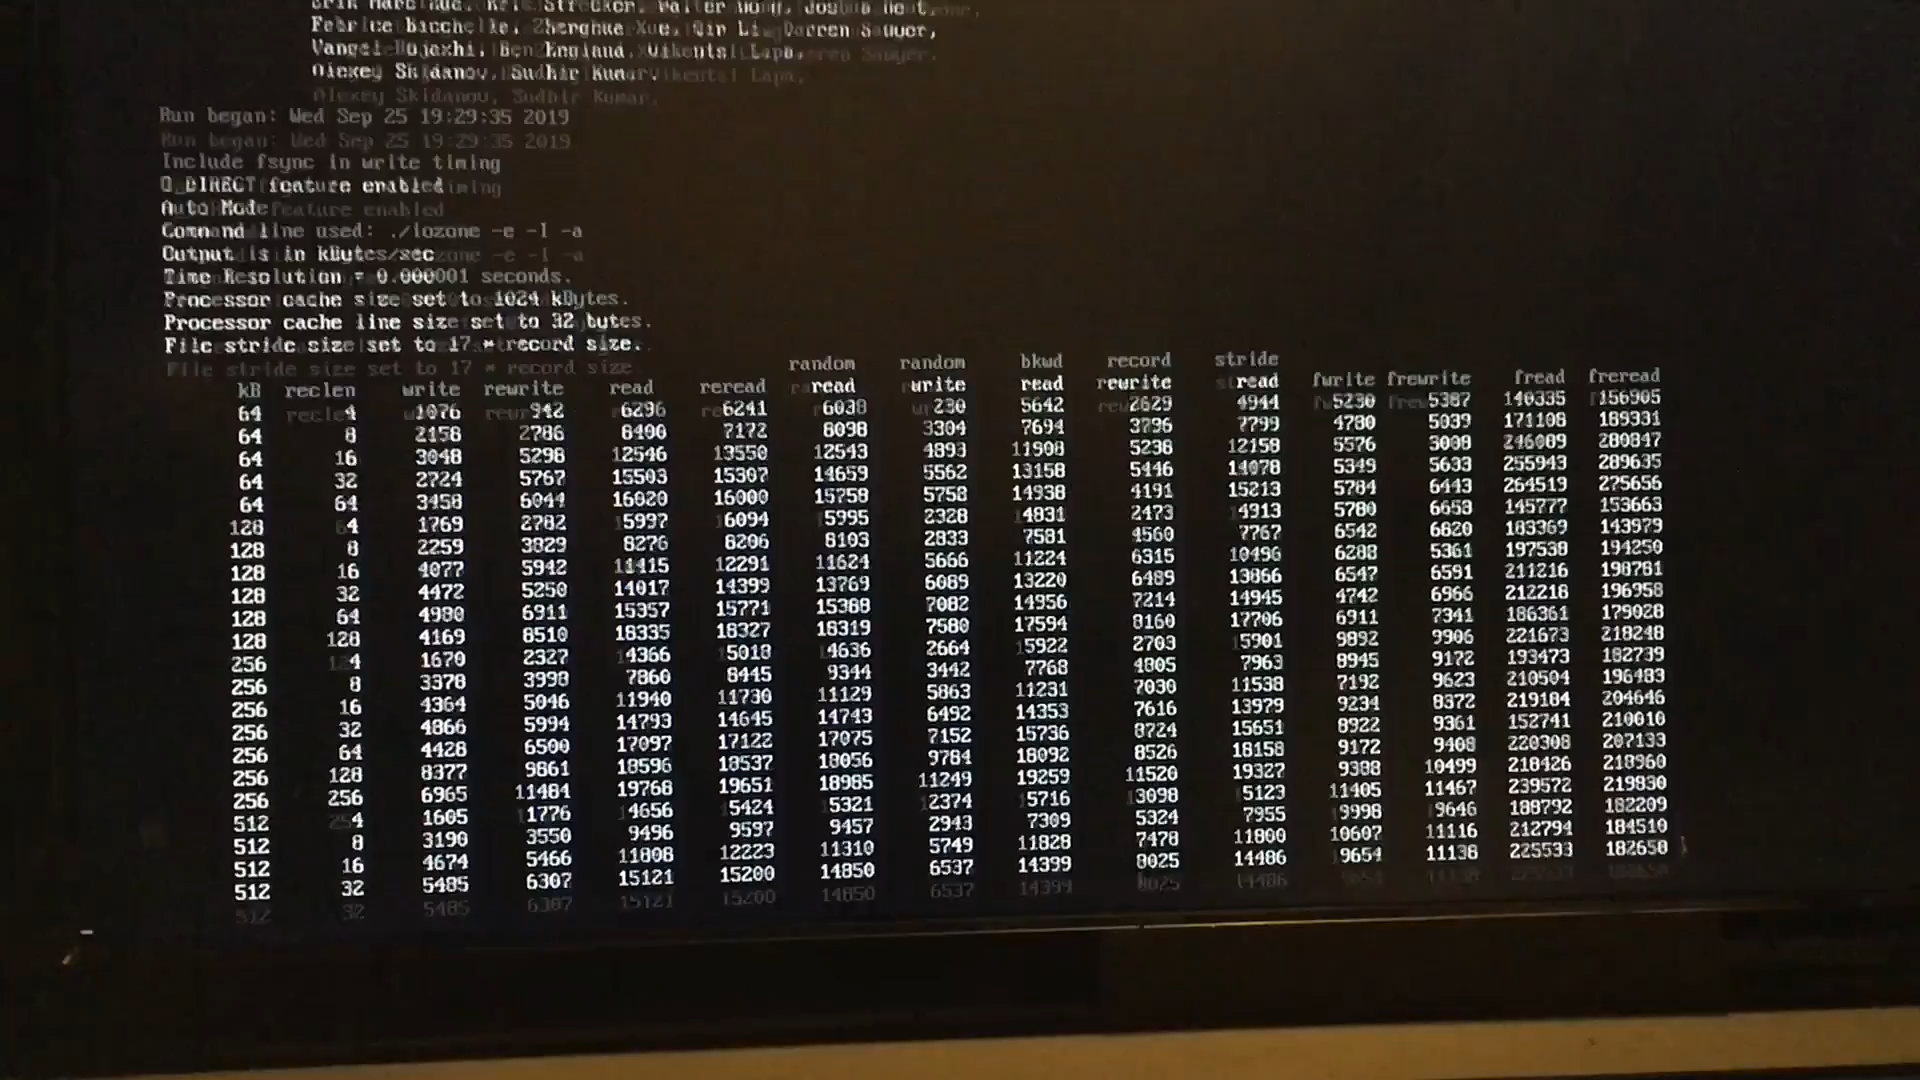 Fabrice Bacchella, Zhenghua Xue, Qin Li, Darren Sawyer,
Vangel Bojaxhi, Ben England, Vikentsi Lapa,
Alexey Skidanov, Sudhir Kumar.
Run began: Wed Sep 25 19:29:35 2019
Include fsync in write timing
O_DIRECT feature enabled
Auto Mode
Command line used: ./iozone -e -I -a
Output is in kBytes/sec
Time Resolution = 0.000001 seconds.
Processor cache size set to 1024 kBytes.
Processor cache line size set to 32 bytes.
File stride size set to 17 * record size.
random random bkwd record stride
kB reclen write rewrite read reread read write read rewrite read fwrite frewrite fread freread
64 4 1076 942 6296 6241 6038 230 5642 2629 4944 5230 5387 140335 156905
64 8 2158 2786 8400 7172 8098 3304 7694 3796 7799 4780 5039 171108 189331
64 16 3048 5298 12546 13550 12543 4893 11908 5238 12158 5576 3008 246009 280847
64 32 2724 5767 15503 15307 14659 5562 13158 5446 14078 5349 5633 255943 289635
64 64 3458 6044 16020 16000 15758 5758 14938 4191 15213 5784 6443 264519 275656
128 4 1769 2782 5997 6094 5995 2328 4831 2473 4913 5780 6658 145777 153663
128 8 2259 3829 8276 8206 8103 2833 7581 4560 7767 6542 6820 183369 143979
128 16 4077 5942 11415 12291 11624 5666 11224 6315 10496 6288 5361 197538 194250
128 32 4472 5250 14017 14399 13769 6089 13220 6489 13866 6547 6591 211216 198781
128 64 4980 6911 15357 15771 15388 7082 14956 7214 14945 4742 6966 212218 196958
128 128 4169 8510 18335 18327 18319 7580 17594 8160 17706 6911 7341 186361 179028
256 4 1670 2327 4366 5018 4636 2664 5922 2703 5901 9892 9906 221673 218248
256 8 3378 3998 7860 8445 9344 3442 7768 4805 7963 8945 9172 193473 182739
256 16 4364 5046 11940 11730 11129 5863 11231 7030 11538 7192 9623 210504 196483
256 32 4866 5994 14793 14645 14743 6492 14353 7616 13979 9234 8372 219184 204646
256 64 4428 6500 17097 17122 17075 7152 15736 8724 15651 8922 9361 152741 210010
256 128 8377 9861 18596 18537 18056 9784 18092 8526 18158 9172 9408 220308 207133
256 256 6965 11484 19768 19651 18985 11249 19259 11520 19327 9388 10499 218426 218960
512 4 1605 1776 4656 5424 5321 2374 5716 3098 5123 11405 11467 239572 219830
512 8 3190 3550 9496 9597 9457 2943 7309 5324 7955 9998 9646 188792 182209
512 16 4674 5466 11808 12223 11310 5749 11828 7478 11800 10607 11116 212794 184510
512 32 5485 6307 15121 15200 14850 6537 14399 8025 14486 9654 11138 225533 182658